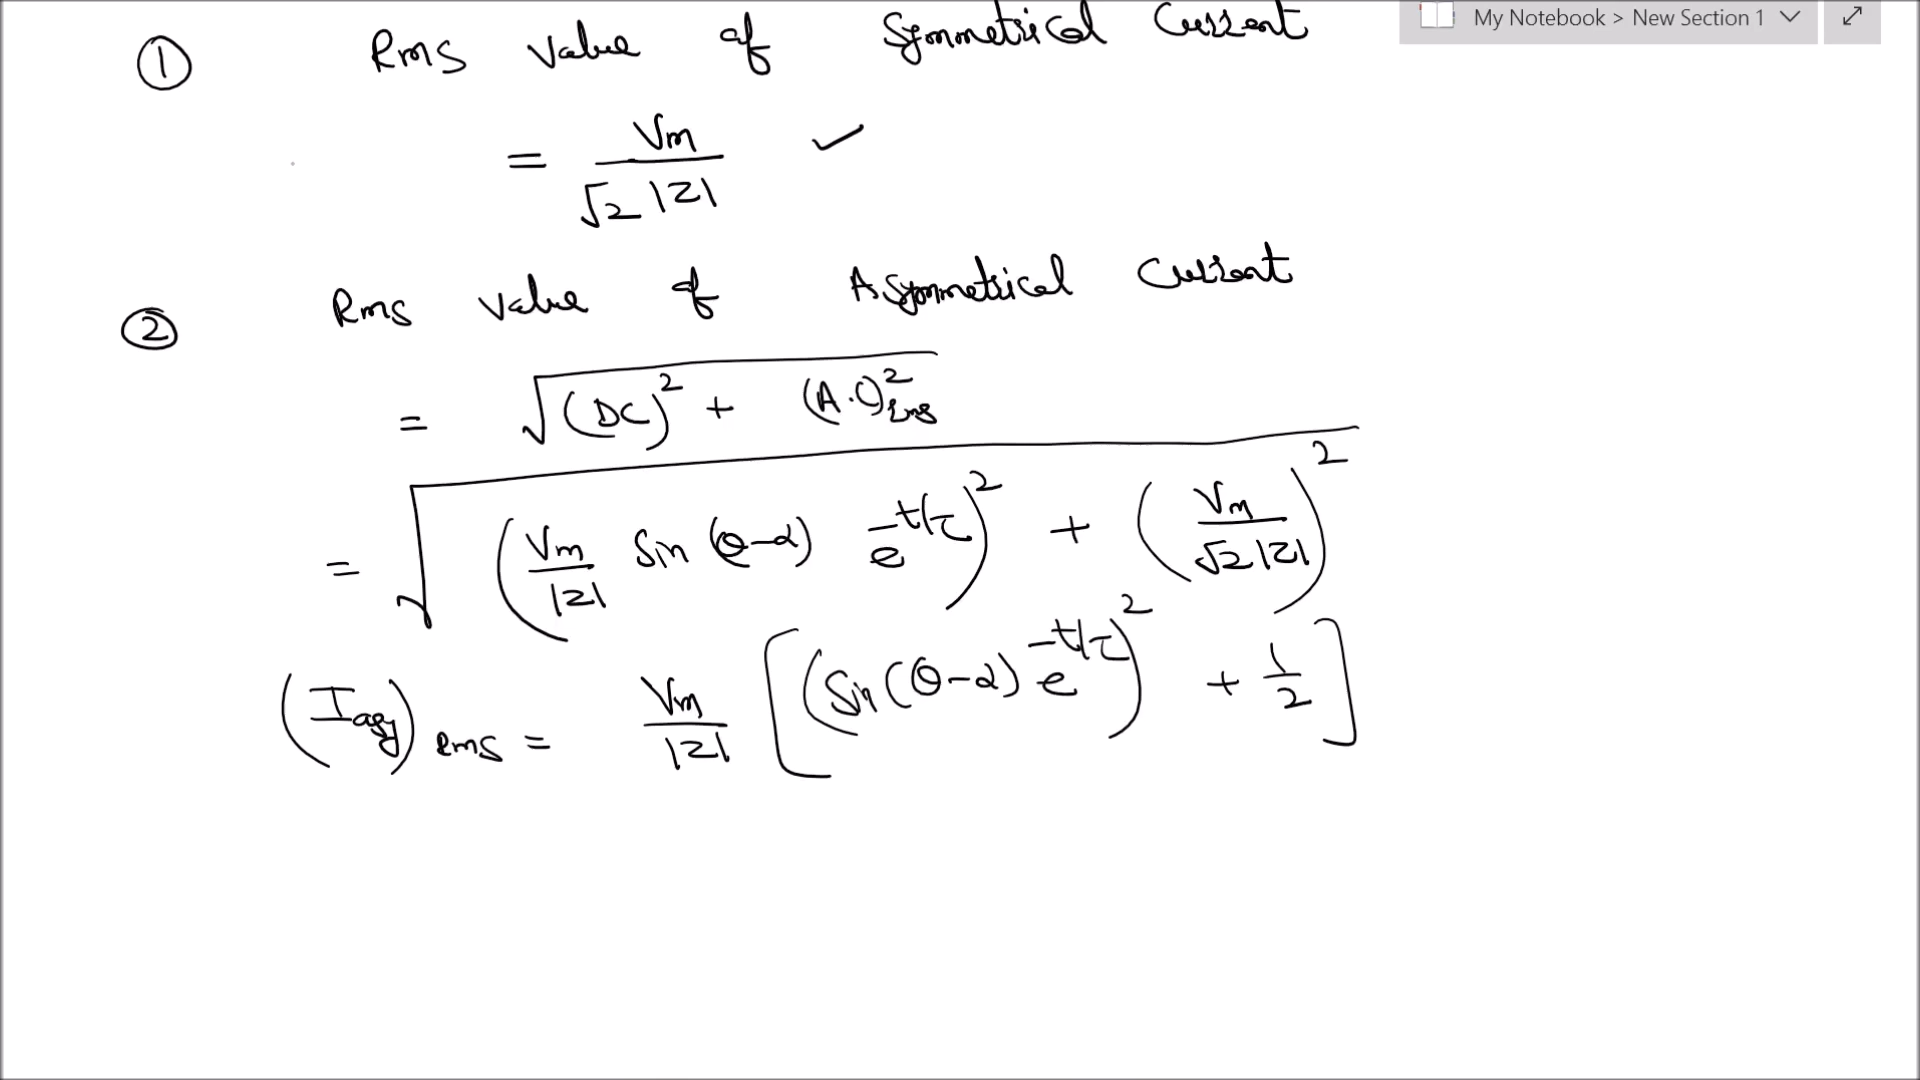 My Notebook > New Section 1
① Rms value of Symmetrical Current
= Vm / √2 |Z| ✓
② Rms value of Asymmetrical Current
= √((DC)² + (A.C)²rms)
= √((Vm/|Z| Sin (θ-α) e^(-t/τ))² + (Vm/√2|Z|)²)
(Iasy)rms = Vm/|Z| [(Sin(θ-α) e^(-t/τ))² + 1/2]